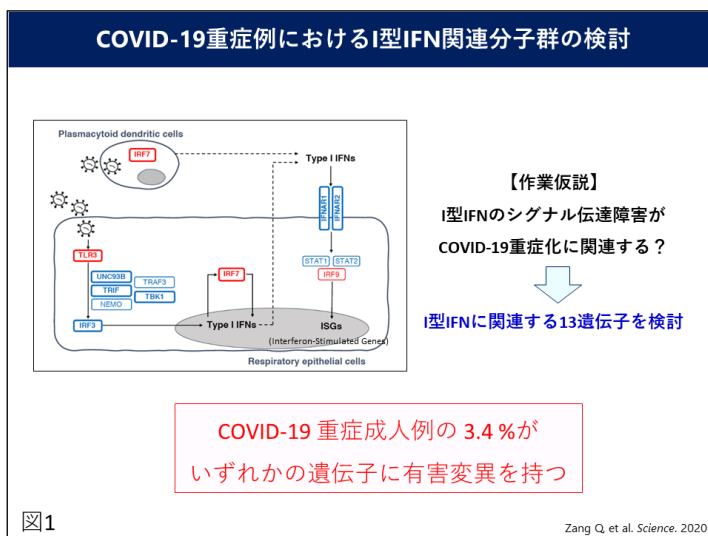 COVID-19重症例におけるI型IFN関連分子群の検討
Plasmacytoid dendritic cells
IRF7
Type I IFNs
IFNAR1
IFNAR2
TLR3
UNC93B
TRIF
TRAF3
NEMO
TBK1
IRF3
IRF7
STAT1
STAT2
IRF9
Type I IFNs
ISGs
(Interferon-Stimulated Genes)
Respiratory epithelial cells
【作業仮説】
I型IFNのシグナル伝達障害が
COVID-19重症化に関連する？
I型IFNに関連する13遺伝子を検討
COVID-19 重症成人例の 3.4 %が
いずれかの遺伝子に有害変異を持つ
図1
Zang Q, et al. Science. 2020